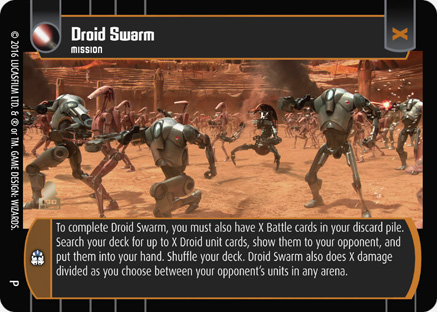 Droid Swarm
MISSION
X
To complete Droid Swarm, you must also have X Battle cards in your discard pile.
Search your deck for up to X Droid unit cards, show them to your opponent, and
put them into your hand. Shuffle your deck. Droid Swarm also does X damage
divided as you choose between your opponent's units in any arena.
© 2016 LUCASFILM LTD. & ® or TM. GAME DESIGN: WIZARDS.
P